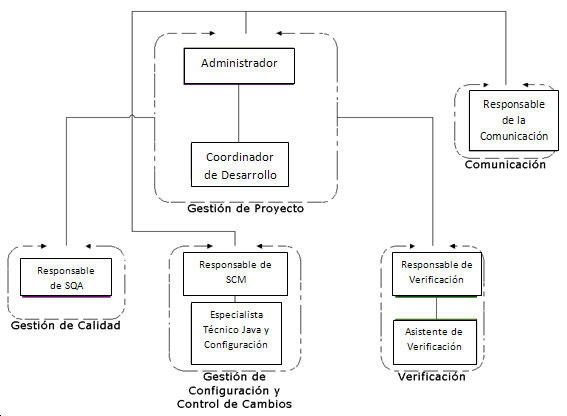 Administrador
Coordinador
de Desarrollo
Gestión de Proyecto
Responsable
de la
Comunicación
Comunicación
Responsable
de SQA
Gestión de Calidad
Responsable de
SCM
Especialista
Técnico Java y
Configuración
Gestión de
Configuración y
Control de Cambios
Responsable de
Verificación
Asistente de
Verificación
Verificación